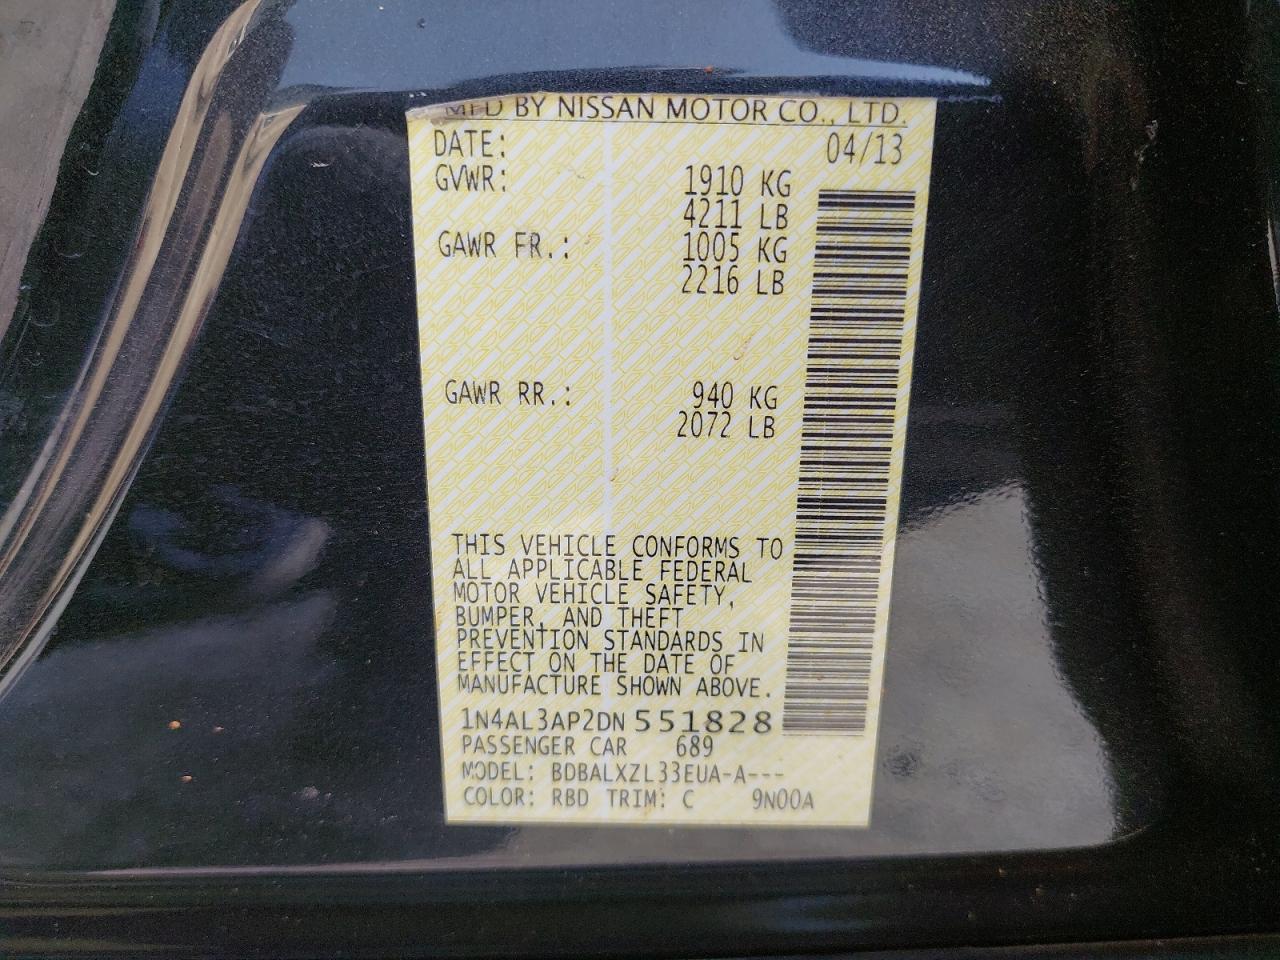 MFD BY NISSAN MOTOR CO., LTD.
DATE: 04/13
GVWR: 1910 KG
4211 LB
GAWR FR.: 1005 KG
2216 LB
GAWR RR.: 940 KG
2072 LB
THIS VEHICLE CONFORMS TO
ALL APPLICABLE FEDERAL
MOTOR VEHICLE SAFETY,
BUMPER, AND THEFT
PREVENTION STANDARDS IN
EFFECT ON THE DATE OF
MANUFACTURE SHOWN ABOVE.
1N4AL3AP2DN551828
PASSENGER CAR 689
MODEL: BDBALXZL33EUA-A---
COLOR: RBD TRIM: C 9N00A